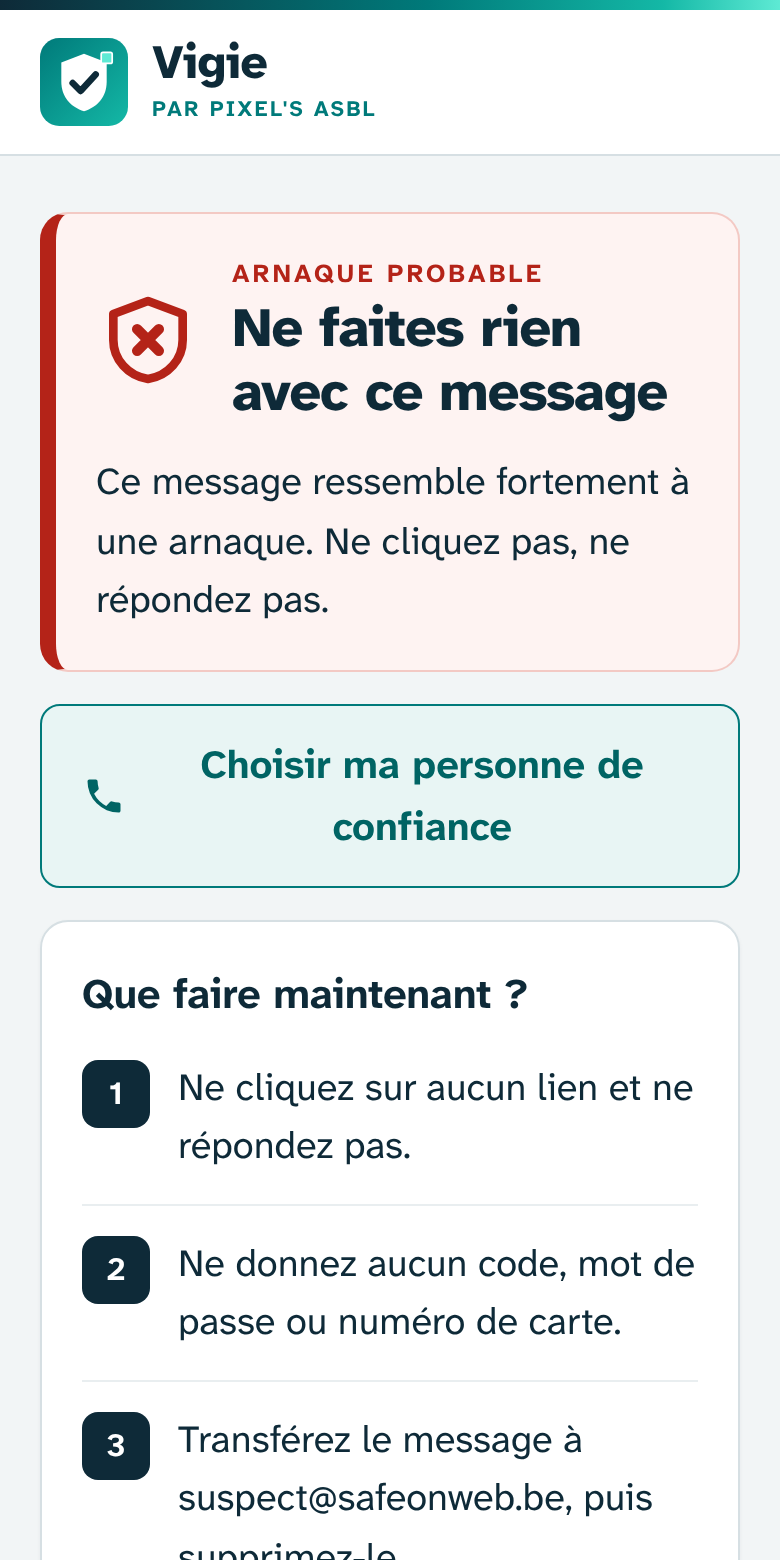 Vigie
PAR PIXEL'S ASBL
ARNAQUE PROBABLE
Ne faites rien
avec ce message
Ce message ressemble fortement à
une arnaque. Ne cliquez pas, ne
répondez pas.
Choisir ma personne de
confiance
Que faire maintenant ?
1
Ne cliquez sur aucun lien et ne
répondez pas.
2
Ne donnez aucun code, mot de
passe ou numéro de carte.
3
Transférez le message à
suspect@safeonweb.be, puis
supprimez-le